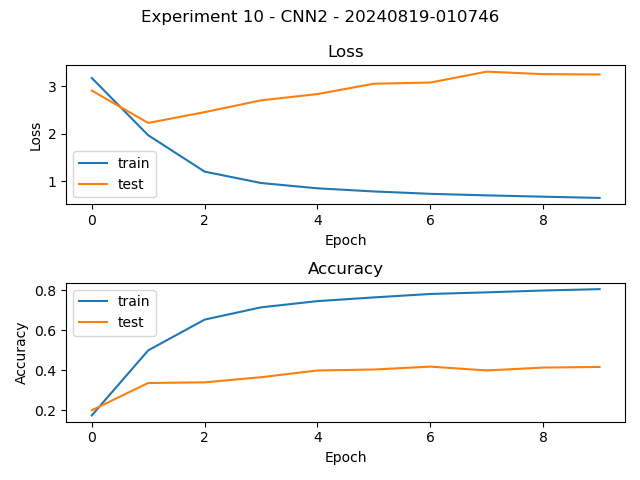 Experiment 10 - CNN2 - 20240819-010746
Loss
Loss
3
2
1
train
test
0 2 4 6 8
Epoch
Accuracy
Accuracy
0.8
0.6
0.4
0.2
train
test
0 2 4 6 8
Epoch